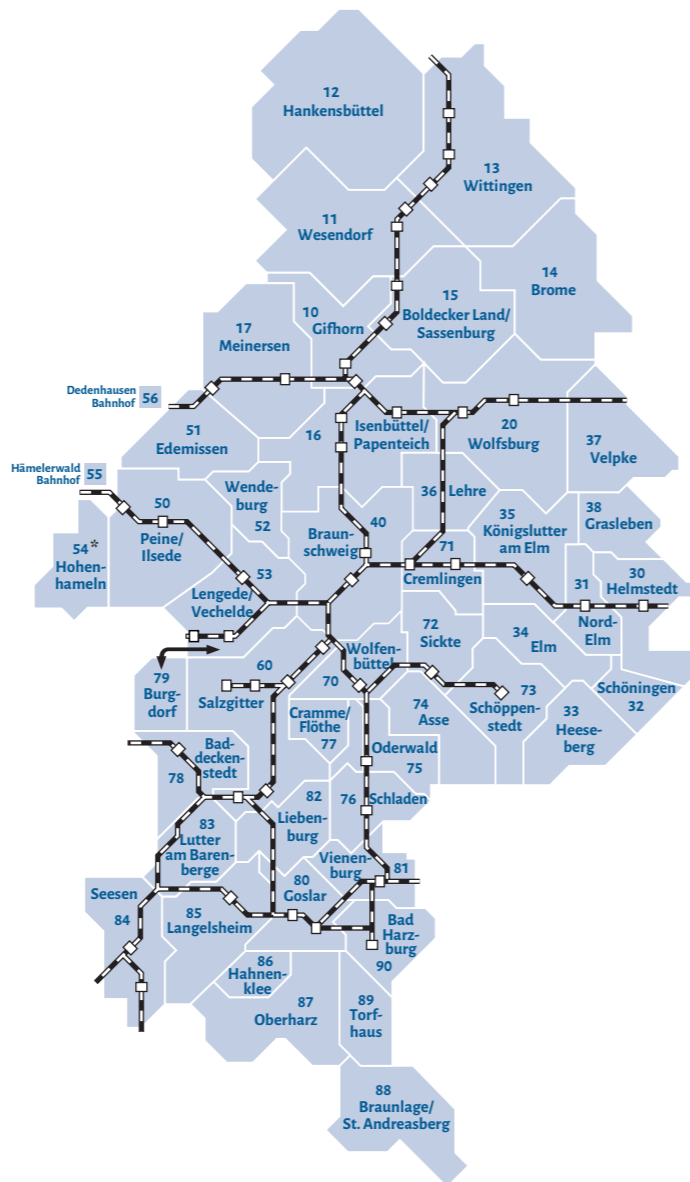 12
Hankensbüttel
13
Wittingen
11
Wesendorf
14
Brome
15
Boldecker Land/
Sassenburg
10
Gifhorn
17
Meinersen
Dedenhausen
Bahnhof
56
51
Edemissen
16
Isenbüttel/
Papenteich
20
Wolfsburg
37
Velpke
Hämelerwald
Bahnhof
55
50
Peine/
Ilsede
Wende-
burg
52
36
Lehre
35
Königslutter
am Elm
38
Grasleben
54*
Hohen-
hameln
53
Lengede/
Vechelde
40
Braun-
schweig
71
Cremlingen
31
Nord-
Elm
30
Helmstedt
72
Sickte
34
Elm
79
Burg-
dorf
60
Salzgitter
Wolfen-
büttel
70
73
Schöppen-
stedt
Schöningen
32
33
Heese-
berg
74
Asse
Cramme/
Flöthe
77
Oderwald
75
Bad-
decken-
stedt
78
76
Schladen
82
Lieben-
burg
83
Lutter
am Baren-
berge
Vienen-
burg
81
80
Goslar
Seesen
84
85
Langelsheim
Bad
Harz-
burg
90
86
Hahnen-
klee
87
Oberharz
89
Torf-
haus
88
Braunlage/
St. Andreasberg